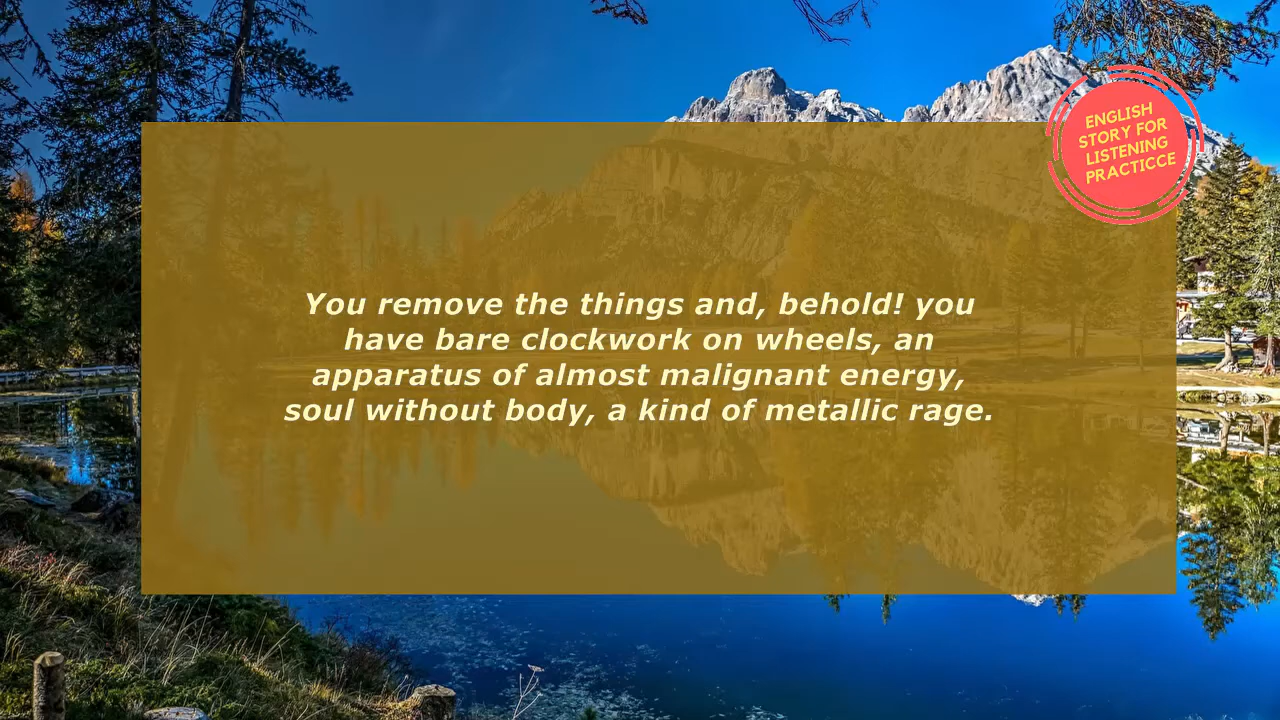 ENGLISH
STORY FOR
LISTENING
PRACTICCE
You remove the things and, behold! you
have bare clockwork on wheels, an
apparatus of almost malignant energy,
soul without body, a kind of metallic rage.